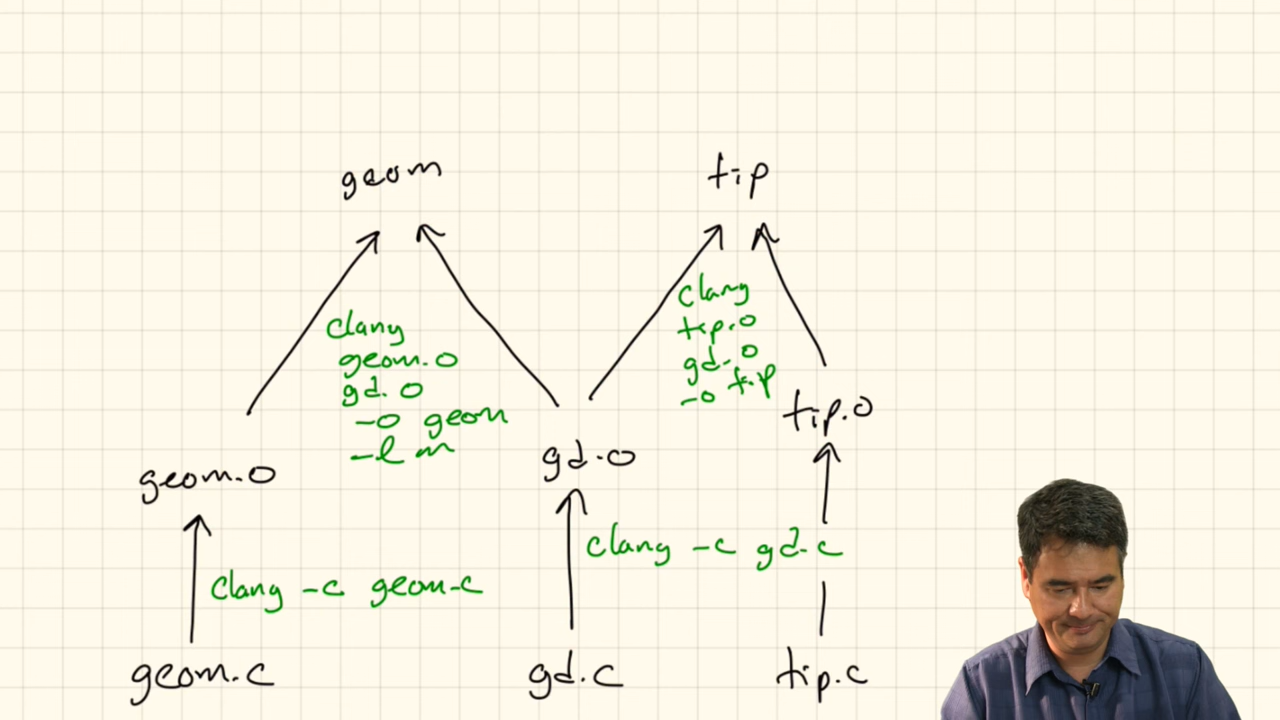 geom
tip
clang
geom.o
gd.o
-o geom
-lm
clang
tip.o
gd.o
-o tip
geom.o
gd.o
tip.o
clang -c geom.c
clang -c gd.c
geom.c
gd.c
tip.c